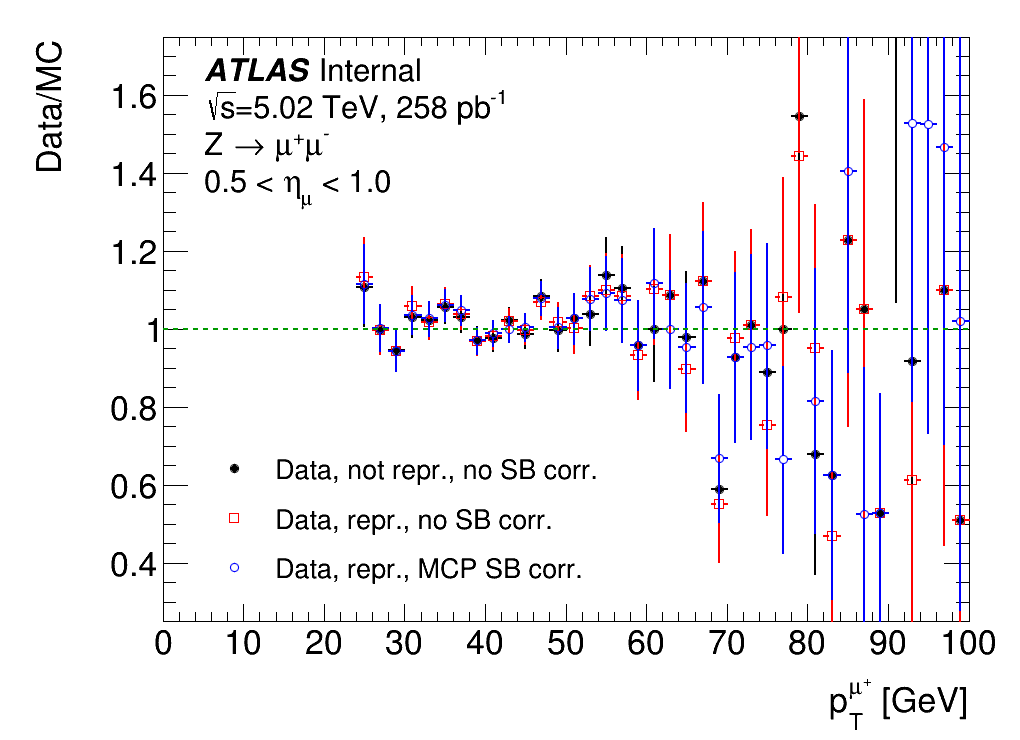 Data/MC
ATLAS Internal
√s=5.02 TeV, 258 pb⁻¹
Z → μ⁺μ⁻
0.5 < η_μ < 1.0
1.6
1.4
1.2
1
0.8
0.6
0.4
Data, not repr., no SB corr.
Data, repr., no SB corr.
Data, repr., MCP SB corr.
0 10 20 30 40 50 60 70 80 90 100
p_T^μ⁺ [GeV]